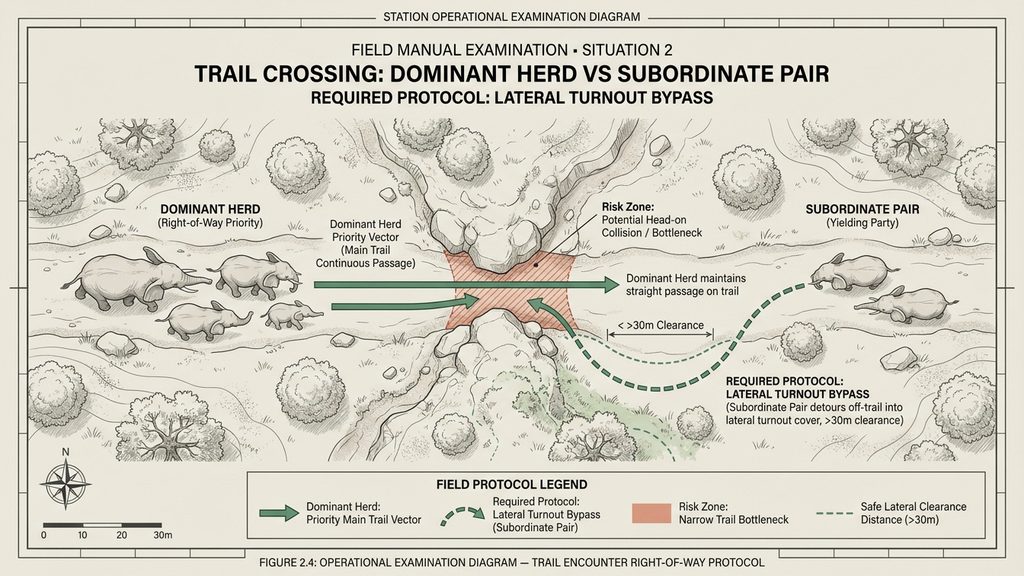 STATION OPERATIONAL EXAMINATION DIAGRAM
FIELD MANUAL EXAMINATION • SITUATION 2
TRAIL CROSSING: DOMINANT HERD VS SUBORDINATE PAIR
REQUIRED PROTOCOL: LATERAL TURNOUT BYPASS
DOMINANT HERD
(Right-of-Way Priority)
Dominant Herd
Priority Vector
(Main Trail
Continuous Passage)
Risk Zone:
Potential Head-on
Collision / Bottleneck
SUBORDINATE PAIR
(Yielding Party)
Dominant Herd maintains
straight passage on trail
< >30m Clearance
REQUIRED PROTOCOL:
LATERAL TURNOUT BYPASS
(Subordinate Pair detours off-trail into
lateral turnout cover, >30m clearance)
N
0 10 20 30m
FIELD PROTOCOL LEGEND
Dominant Herd:
Priority Main Trail Vector
Required Protocol:
Lateral Turnout Bypass
(Subordinate Pair)
Risk Zone:
Narrow Trail Bottleneck
Safe Lateral Clearance
Distance (>30m)
FIGURE 2.4: OPERATIONAL EXAMINATION DIAGRAM — TRAIL ENCOUNTER RIGHT-OF-WAY PROTOCOL